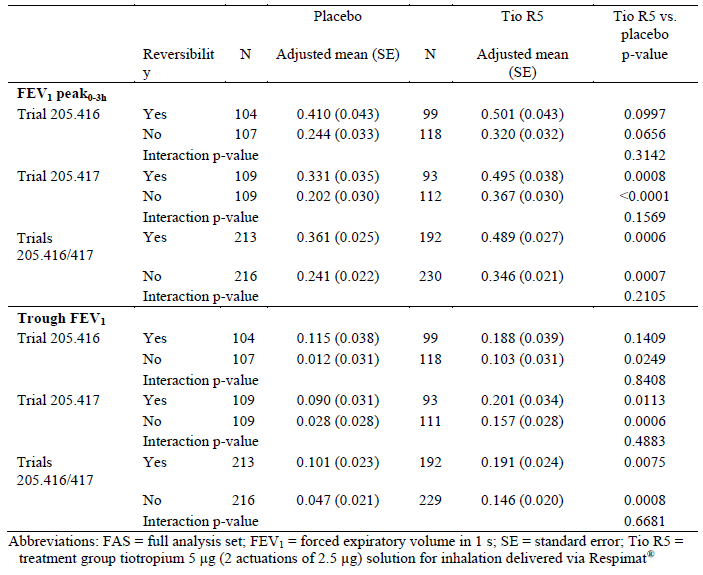 Placebo Tio R5 Tio R5 vs.
placebo
Reversibilit N Adjusted mean (SE) N Adjusted mean p-value
y (SE)
FEV1 peak0-3h
Trial 205.416 Yes 104 0.410 (0.043) 99 0.501 (0.043) 0.0997
No 107 0.244 (0.033) 118 0.320 (0.032) 0.0656
Interaction p-value 0.3142
Trial 205.417 Yes 109 0.331 (0.035) 93 0.495 (0.038) 0.0008
No 109 0.202 (0.030) 112 0.367 (0.030) <0.0001
Interaction p-value 0.1569
Trials Yes 213 0.361 (0.025) 192 0.489 (0.027) 0.0006
205.416/417
No 216 0.241 (0.022) 230 0.346 (0.021) 0.0007
Interaction p-value 0.2105
Trough FEV1
Trial 205.416 Yes 104 0.115 (0.038) 99 0.188 (0.039) 0.1409
No 107 0.012 (0.031) 118 0.103 (0.031) 0.0249
Interaction p-value 0.8408
Trial 205.417 Yes 109 0.090 (0.031) 93 0.201 (0.034) 0.0113
No 109 0.028 (0.028) 111 0.157 (0.028) 0.0006
Interaction p-value 0.4883
Trials Yes 213 0.101 (0.023) 192 0.191 (0.024) 0.0075
205.416/417
No 216 0.047 (0.021) 229 0.146 (0.020) 0.0008
Interaction p-value 0.6681
Abbreviations: FAS = full analysis set; FEV1 = forced expiratory volume in 1 s; SE = standard error; Tio R5 =
treatment group tiotropium 5 µg (2 actuations of 2.5 µg) solution for inhalation delivered via Respimat®